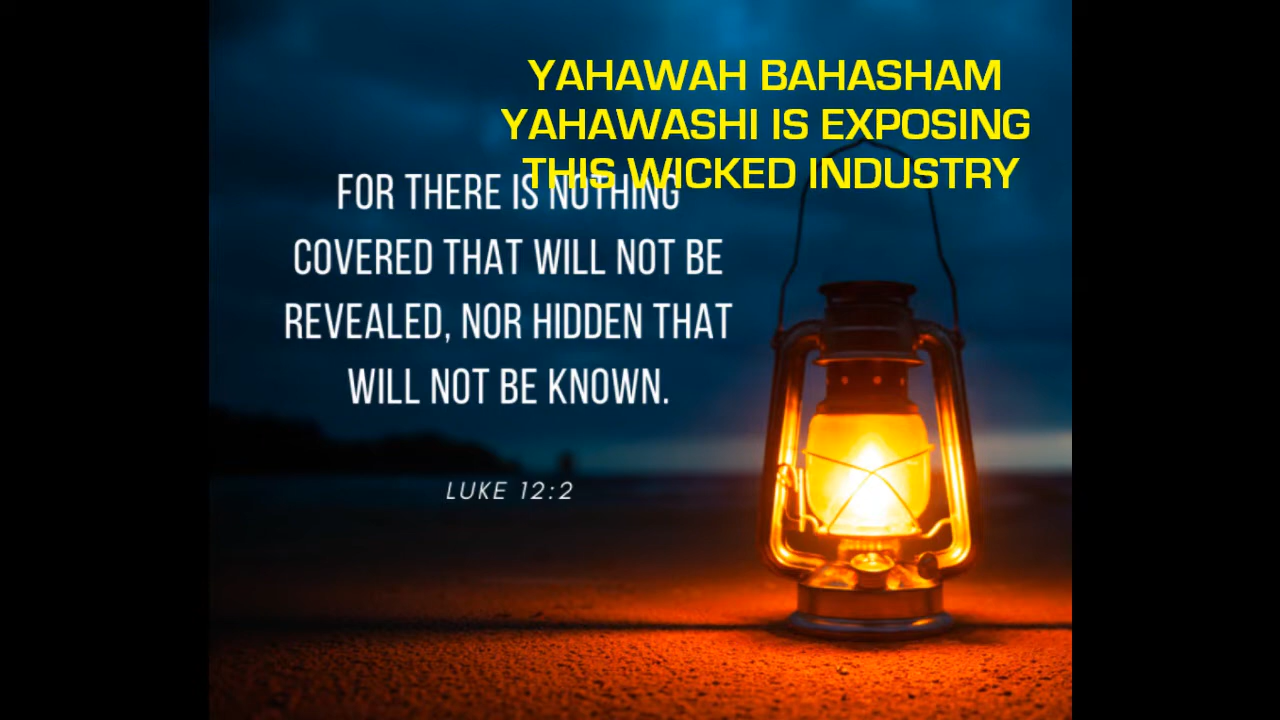 YAHAWAH BAHASHAM
YAHAWASHI IS EXPOSING
THIS WICKED INDUSTRY
FOR THERE IS NOTHING
COVERED THAT WILL NOT BE
REVEALED, NOR HIDDEN THAT
WILL NOT BE KNOWN.
LUKE 12:2